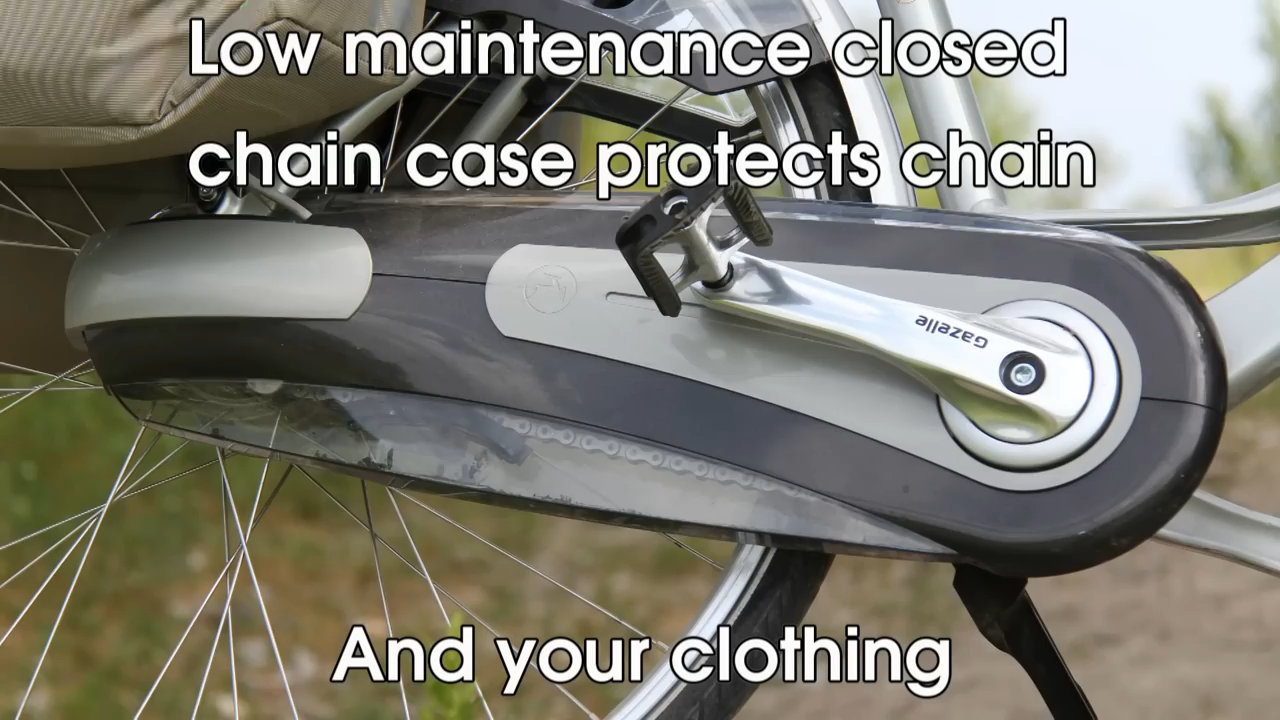 Low maintenance closed
chain case protects chain
Gazelle
And your clothing